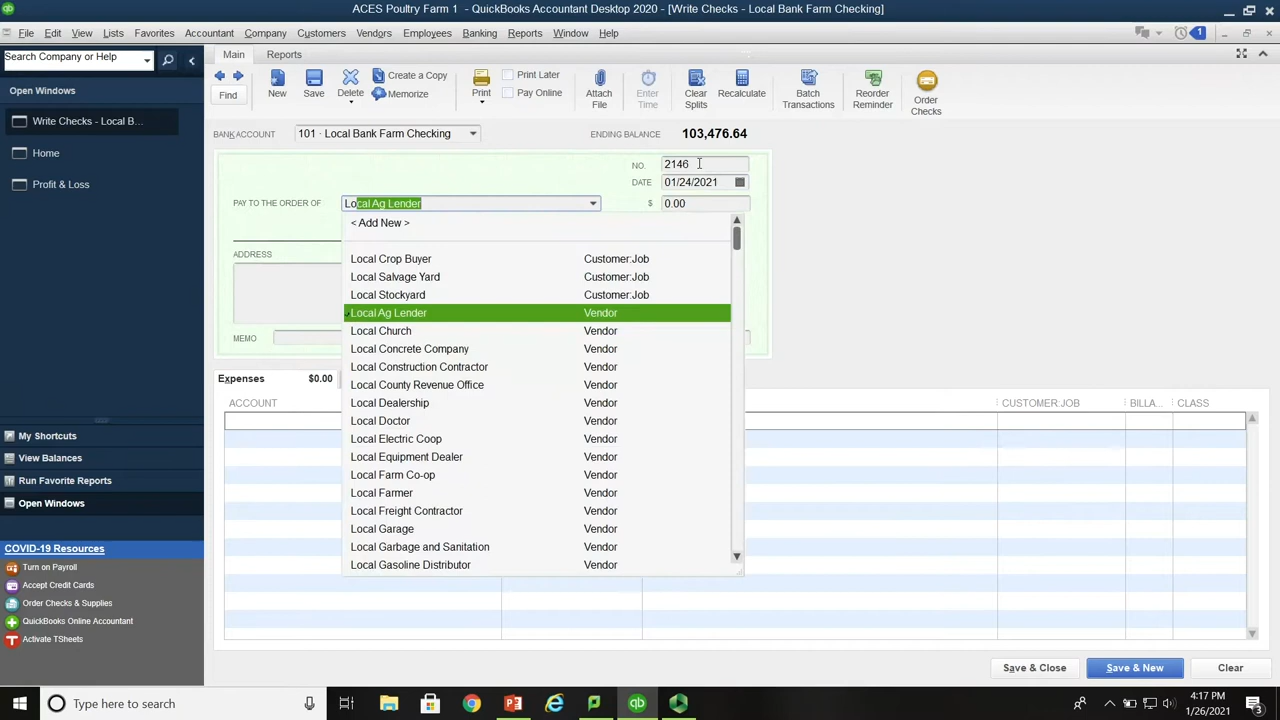 ACES Poultry Farm 1 - QuickBooks Accountant Desktop 2020 - [Write Checks - Local Bank Farm Checking]
File Edit View Lists Favorites Accountant Company Customers Vendors Employees Banking Reports Window Help
1
Search Company or Help
Open Windows
Write Checks - Local B...
Home
Profit & Loss
My Shortcuts
View Balances
Run Favorite Reports
Open Windows
COVID-19 Resources
Turn on Payroll
Accept Credit Cards
Order Checks & Supplies
QuickBooks Online Accountant
Activate TSheets
Main Reports
Find
New
Save
Delete
Create a Copy
Memorize
Print
Print Later
Pay Online
Attach File
Enter Time
Clear Splits
Recalculate
Batch Transactions
Reorder Reminder
Order Checks
BANK ACCOUNT 101 · Local Bank Farm Checking ENDING BALANCE 103,476.64
NO. 2146
DATE 01/24/2021
PAY TO THE ORDER OF Local Ag Lender $ 0.00
ADDRESS
MEMO
< Add New >
Local Crop Buyer Customer:Job
Local Salvage Yard Customer:Job
Local Stockyard Customer:Job
Local Ag Lender Vendor
Local Church Vendor
Local Concrete Company Vendor
Local Construction Contractor Vendor
Local County Revenue Office Vendor
Local Dealership Vendor
Local Doctor Vendor
Local Electric Coop Vendor
Local Equipment Dealer Vendor
Local Farm Co-op Vendor
Local Farmer Vendor
Local Freight Contractor Vendor
Local Garage Vendor
Local Garbage and Sanitation Vendor
Local Gasoline Distributor Vendor
Expenses $0.00
ACCOUNT CUSTOMER:JOB BILLA... CLASS
Save & Close Save & New Clear
Type here to search
4:17 PM
1/26/2021
3